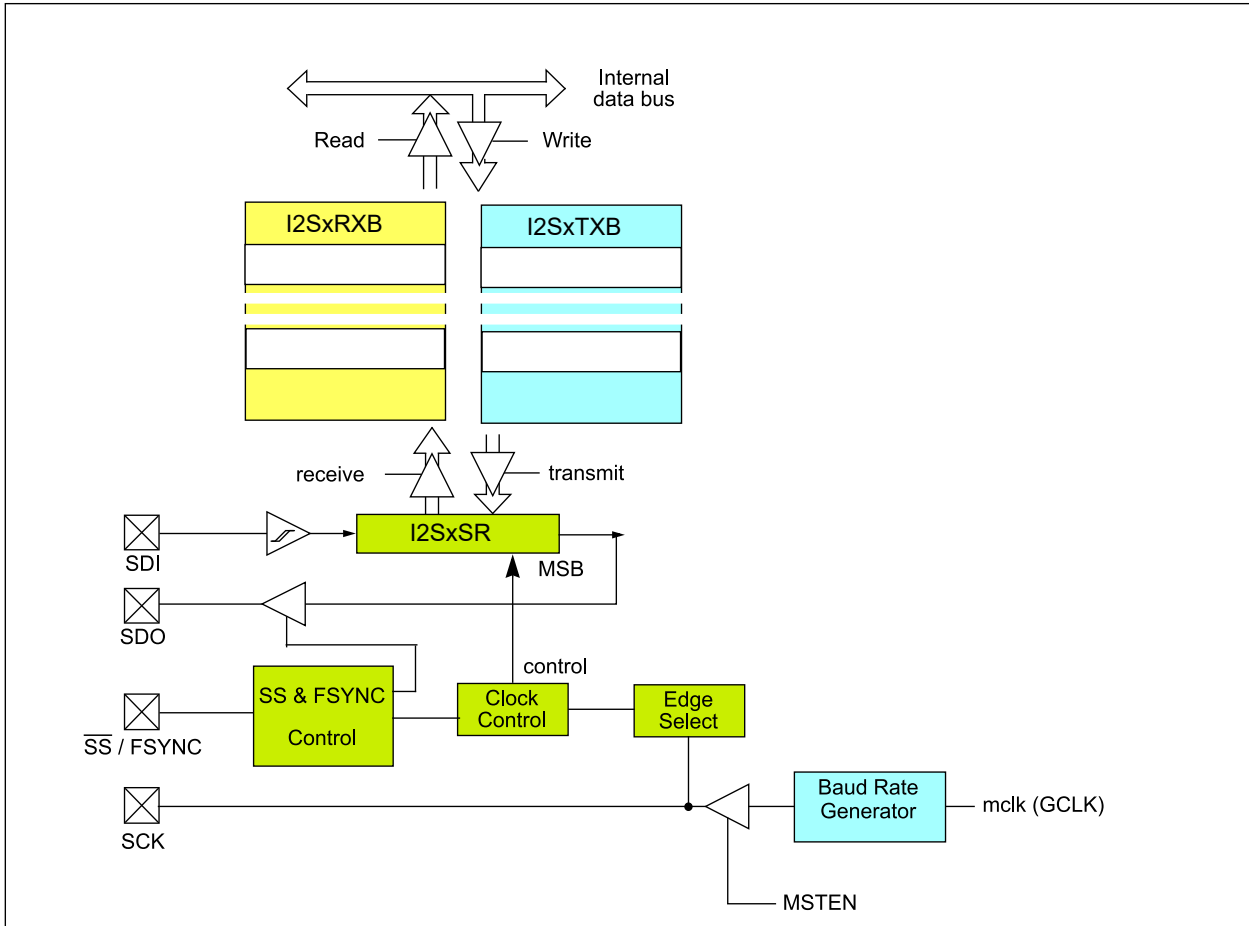 Internal
data bus
Read
Write
I2SxRXB
I2SxTXB
receive
transmit
I2SxSR
SDI
MSB
SDO
control
SS & FSYNC
Control
Clock
Control
Edge
Select
SS / FSYNC
Baud Rate
Generator
mclk (GCLK)
SCK
MSTEN